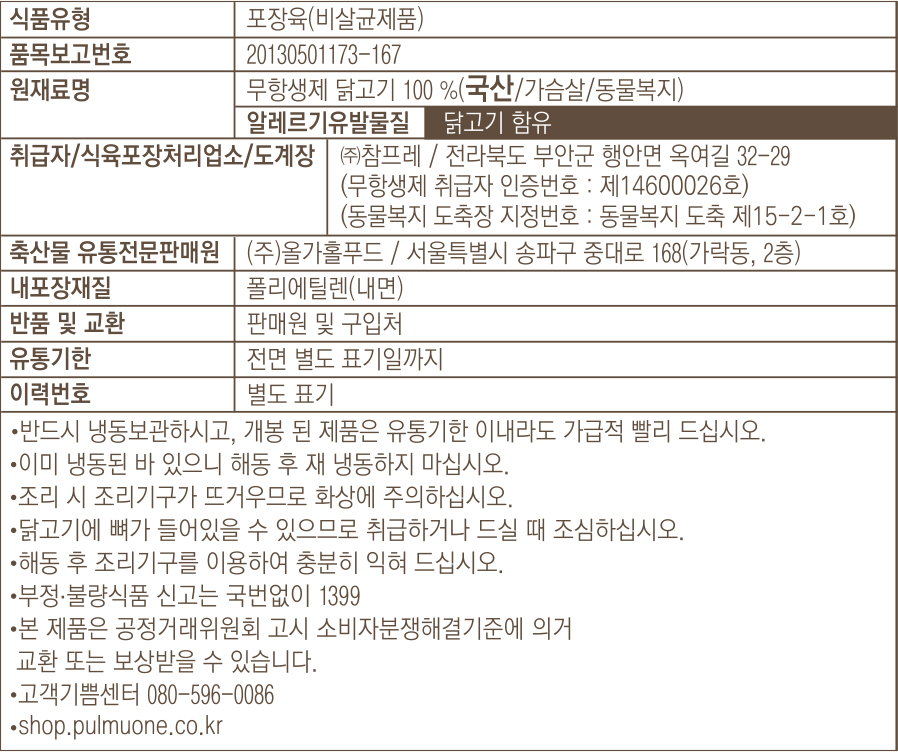 식품유형 포장육(비살균제품)
품목보고번호 20130501173-167
원재료명 무항생제 닭고기 100 %(국산/가슴살/동물복지)
알레르기유발물질 닭고기 함유
취급자/식육포장처리업소/도계장 ㈜참프레 / 전라북도 부안군 행안면 옥여길 32-29
(무항생제 취급자 인증번호 : 제14600026호)
(동물복지 도축장 지정번호 : 동물복지 도축 제15-2-1호)
축산물 유통전문판매원 (주)올가홀푸드 / 서울특별시 송파구 중대로 168(가락동, 2층)
내포장재질 폴리에틸렌(내면)
반품 및 교환 판매원 및 구입처
유통기한 전면 별도 표기일까지
이력번호 별도 표기
•반드시 냉동보관하시고, 개봉 된 제품은 유통기한 이내라도 가급적 빨리 드십시오.
•이미 냉동된 바 있으니 해동 후 재 냉동하지 마십시오.
•조리 시 조리기구가 뜨거우므로 화상에 주의하십시오.
•닭고기에 뼈가 들어있을 수 있으므로 취급하거나 드실 때 조심하십시오.
•해동 후 조리기구를 이용하여 충분히 익혀 드십시오.
•부정·불량식품 신고는 국번없이 1399
•본 제품은 공정거래위원회 고시 소비자분쟁해결기준에 의거
교환 또는 보상받을 수 있습니다.
•고객기쁨센터 080-596-0086
•shop.pulmuone.co.kr